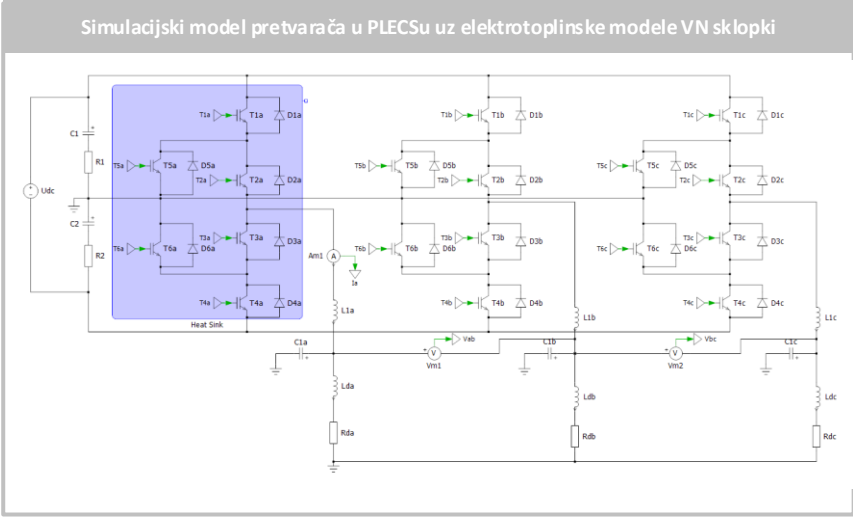 Simulacijski model pretvarača u PLECSu uz elektrotoplinske modele VN sklopki
T1a T1a D1a T1b T1b D1b T1c T1c D1c
C1 +
R1 T5a T5a D5a T5b T5b D5b T5c T5c D5c
T2a T2a D2a T2b T2b D2b T2c T2c D2c
Udc
C2 +
T3a T3a D3a T3b T3b D3b T3c T3c D3c
R2 T6a T6a D6a Am1 A T6b T6b D6b T6c T6c D6c
Ia
T4a T4a D4a T4b T4b D4b T4c T4c D4c
L1a L1b L1c
Heat Sink
C1a + Vab C1b + Vbc C1c +
+ V + V
Vm1 Vm2
Lda Ldb Ldc
Rda Rdb Rdc